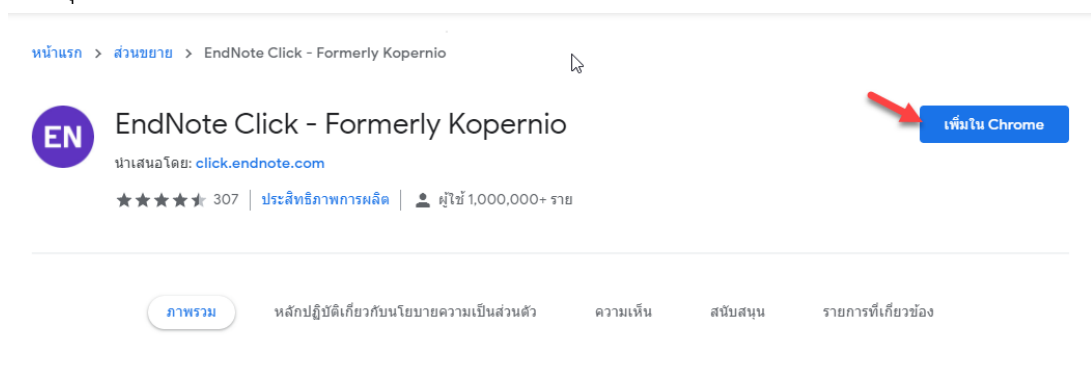 หน้าแรก > ส่วนขยาย > EndNote Click - Formerly Kopernio
EN
EndNote Click - Formerly Kopernio
เพิ่มใน Chrome
นำเสนอโดย: click.endnote.com
307 | ประสิทธิภาพการผลิต | ผู้ใช้ 1,000,000+ ราย
ภาพรวม หลักปฏิบัติเกี่ยวกับนโยบายความเป็นส่วนตัว ความเห็น สนับสนุน รายการที่เกี่ยวข้อง